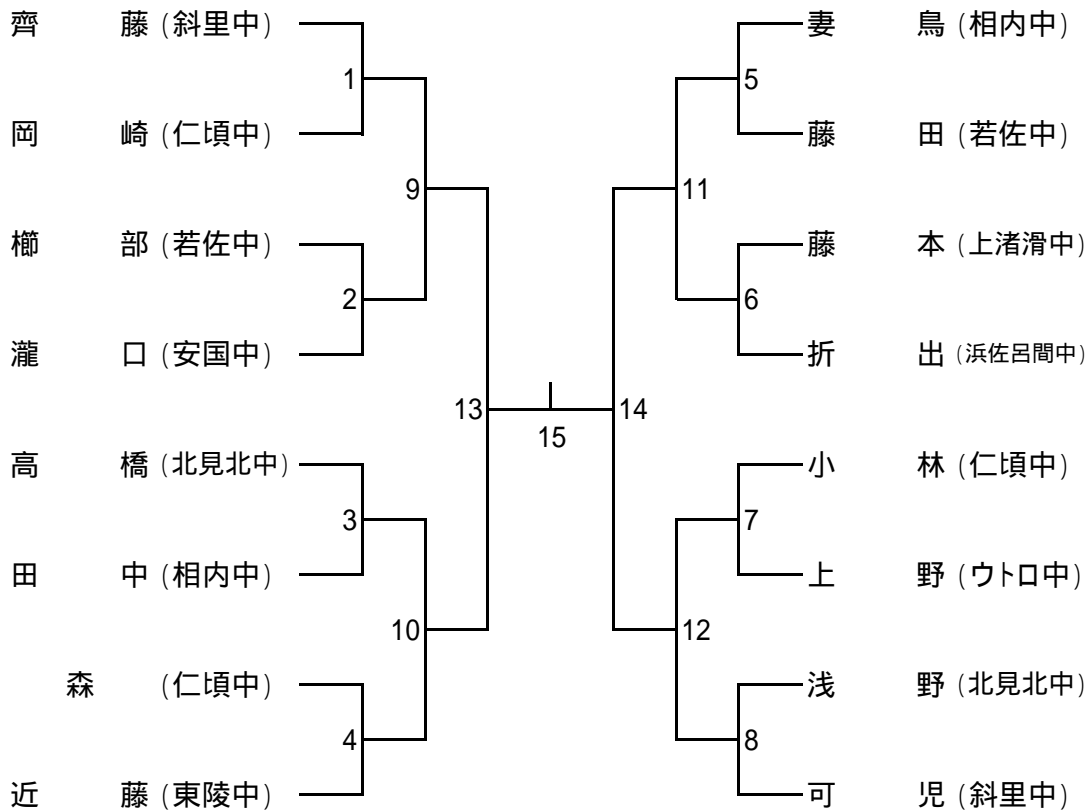 齊　藤 (斜里中)
1
岡　崎 (仁頃中)
9
櫛　部 (若佐中)
2
瀧　口 (安国中)
13
高　橋 (北見北中)
3
田　中 (相内中)
10
森　(仁頃中)
4
近　藤 (東陵中)
15
妻　鳥 (相内中)
5
藤　田 (若佐中)
11
藤　本 (上渚滑中)
6
折　出 (浜佐呂間中)
14
小　林 (仁頃中)
7
上　野 (ウトロ中)
12
浅　野 (北見北中)
8
可　児 (斜里中)